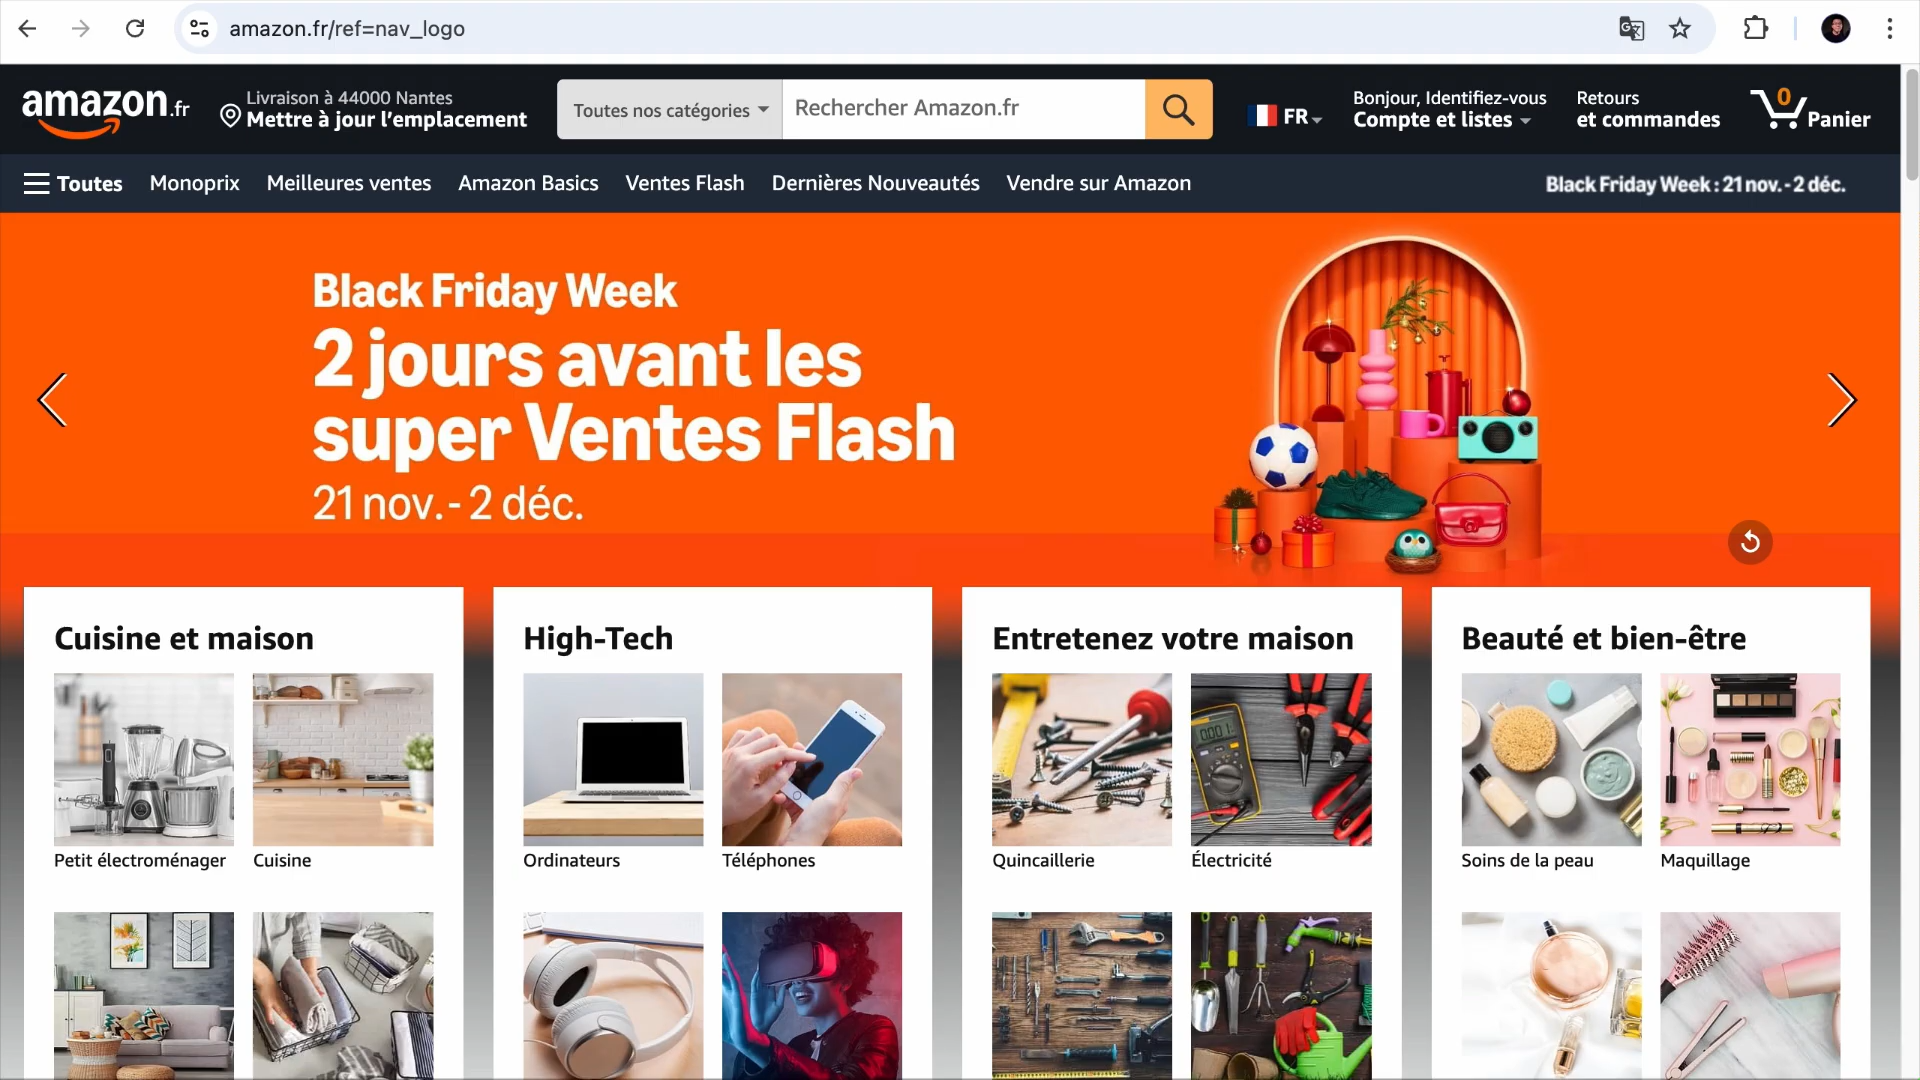 amazon.fr/ref=nav_logo
amazon.fr
Livraison à 44000 Nantes
Mettre à jour l'emplacement
Toutes nos catégories
Rechercher Amazon.fr
FR
Bonjour, Identifiez-vous
Compte et listes
Retours
et commandes
0
Panier
Toutes
Monoprix
Meilleures ventes
Amazon Basics
Ventes Flash
Dernières Nouveautés
Vendre sur Amazon
Black Friday Week : 21 nov. - 2 déc.
Black Friday Week
2 jours avant les
super Ventes Flash
21 nov. - 2 déc.
Cuisine et maison
Petit électroménager
Cuisine
High-Tech
Ordinateurs
Téléphones
Entretenez votre maison
0.001
Quincaillerie
Électricité
Beauté et bien-être
Soins de la peau
Maquillage